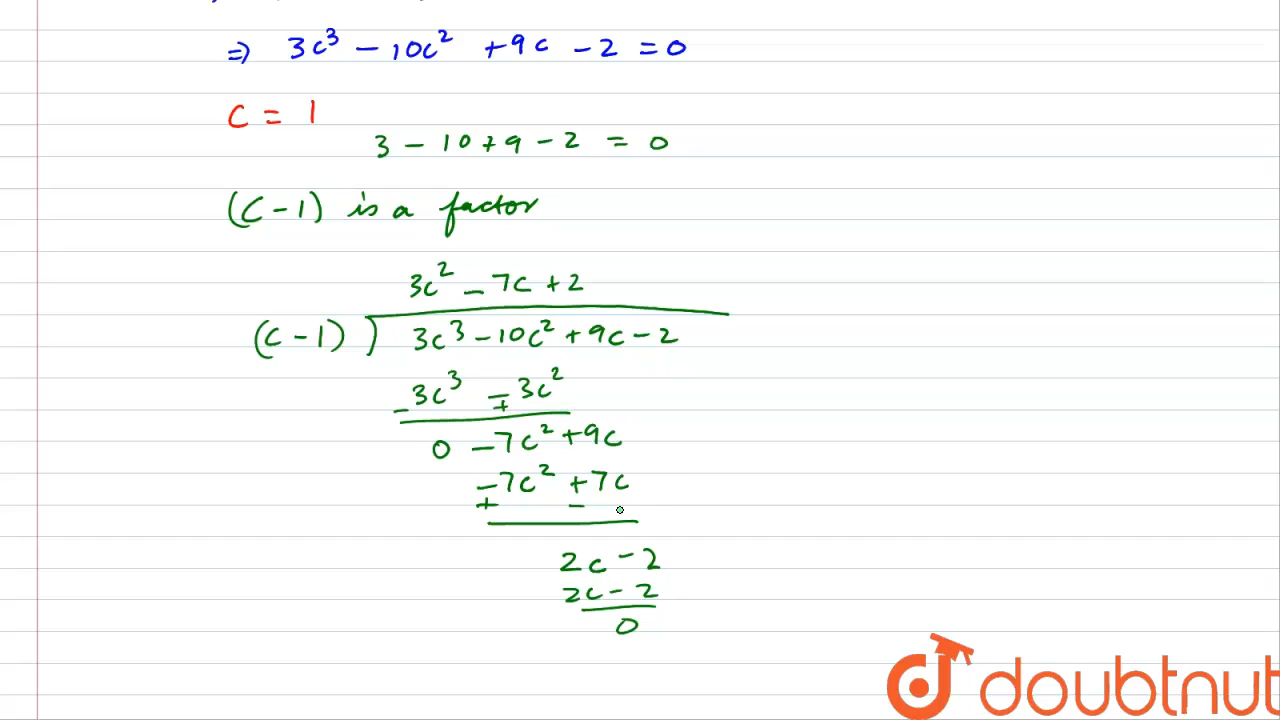 ⇒ 3c³ − 10c² + 9c − 2 = 0
C = 1
3 − 10 + 9 − 2 = 0
(C − 1) is a factor
3c² − 7c + 2
(C − 1) ) 3c³ − 10c² + 9c − 2
3c³ − 3c²
− +
0 − 7c² + 9c
− 7c² + 7c
+ −
2c − 2
2c − 2
0
doubtnut